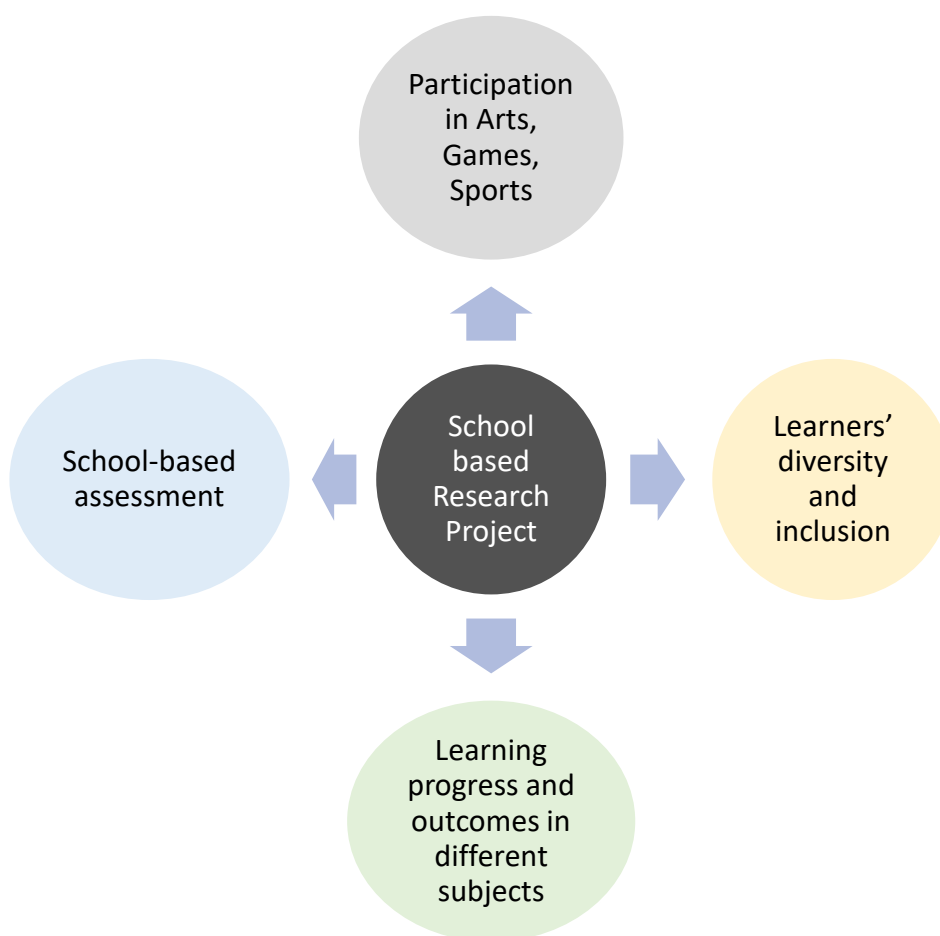 Participation
in Arts,
Games,
Sports
School-based
assessment
School
based
Research
Project
Learners’
diversity
and
inclusion
Learning
progress and
outcomes in
different
subjects